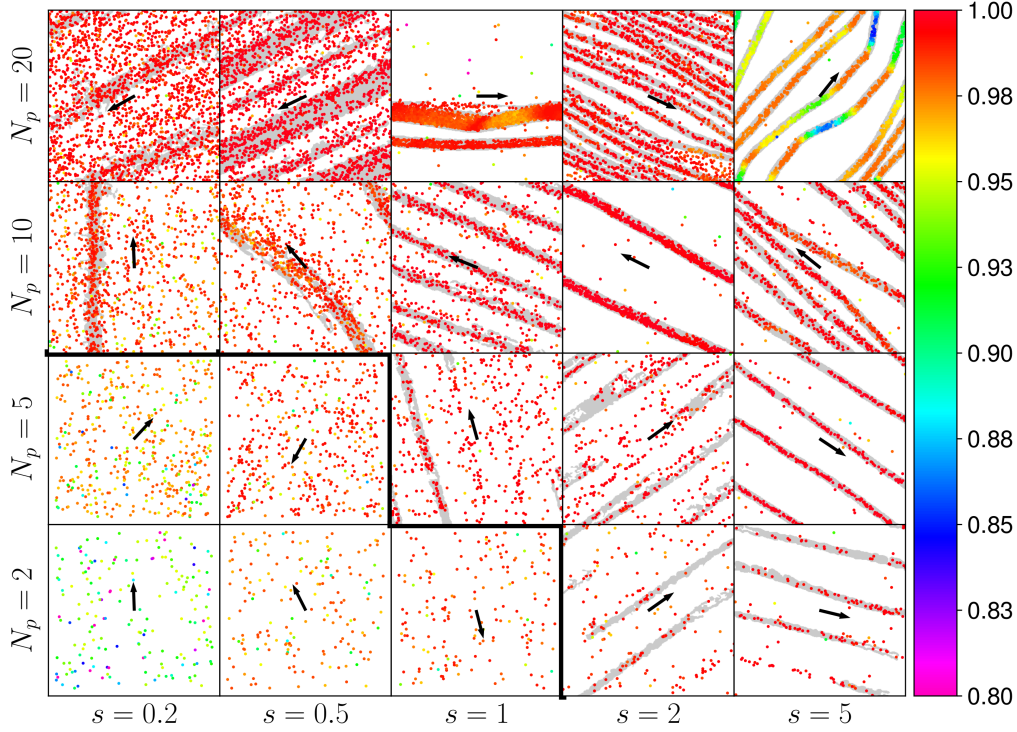 N_p = 20
N_p = 10
N_p = 5
N_p = 2
s = 0.2
s = 0.5
s = 1
s = 2
s = 5
1.00
0.98
0.95
0.93
0.90
0.88
0.85
0.83
0.80